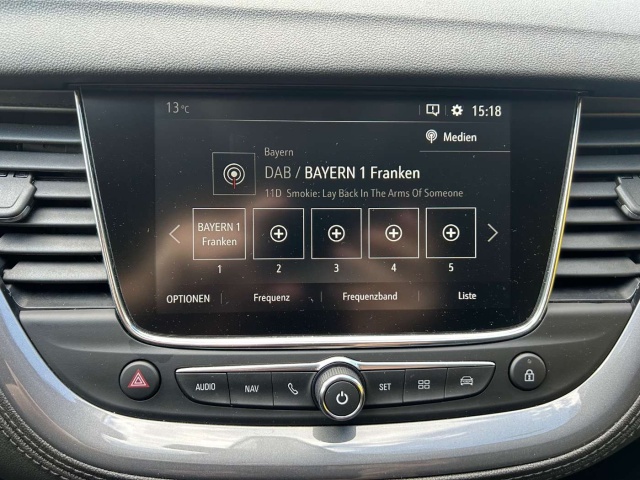 13 °C
15:18
Medien
Bayern
DAB / BAYERN 1 Franken
11D Smokie: Lay Back In The Arms Of Someone
BAYERN 1
Franken
1 2 3 4 5
OPTIONEN Frequenz Frequenzband Liste
AUDIO NAV SET